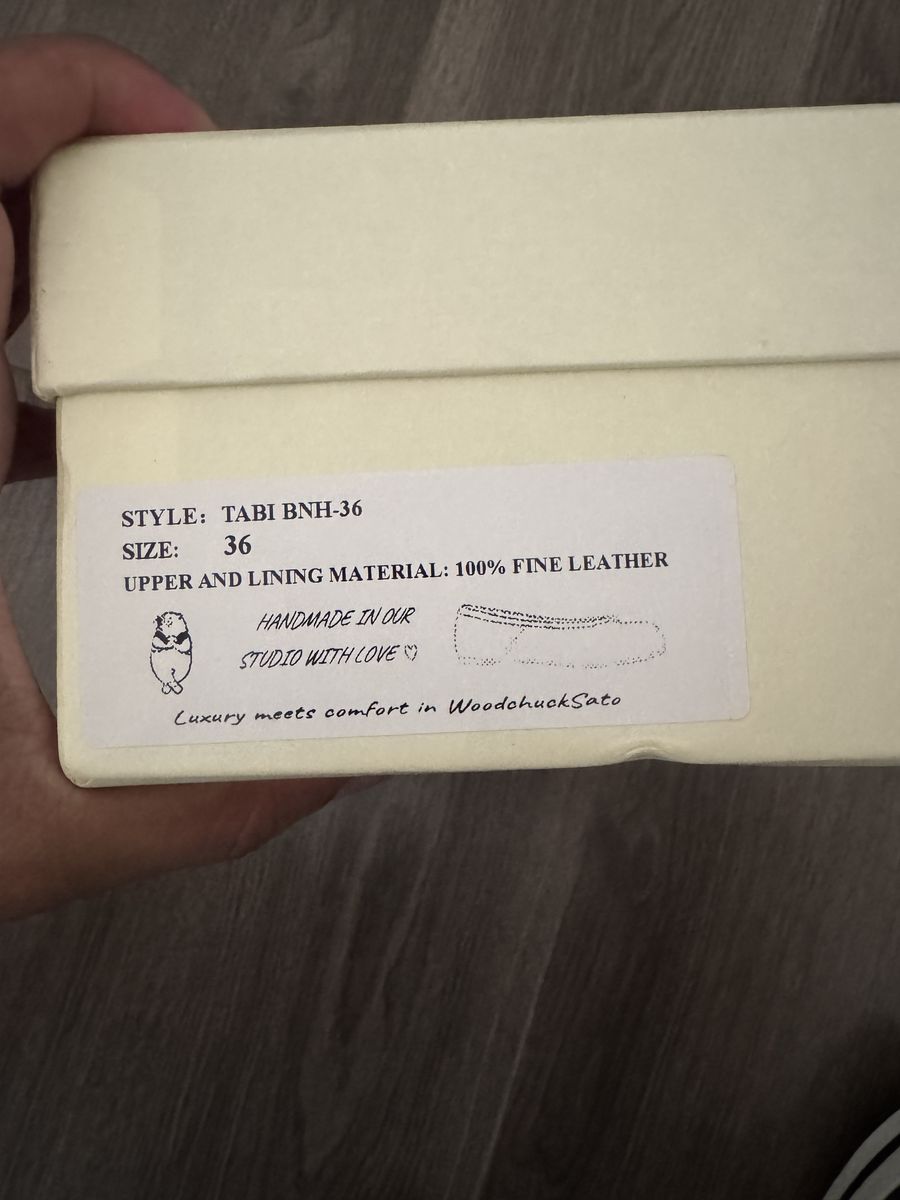 STYLE: TABI BNH-36
SIZE: 36
UPPER AND LINING MATERIAL: 100% FINE LEATHER
HANDMADE IN OUR
STUDIO WITH LOVE ♡
Luxury meets comfort in WoodchuckSato